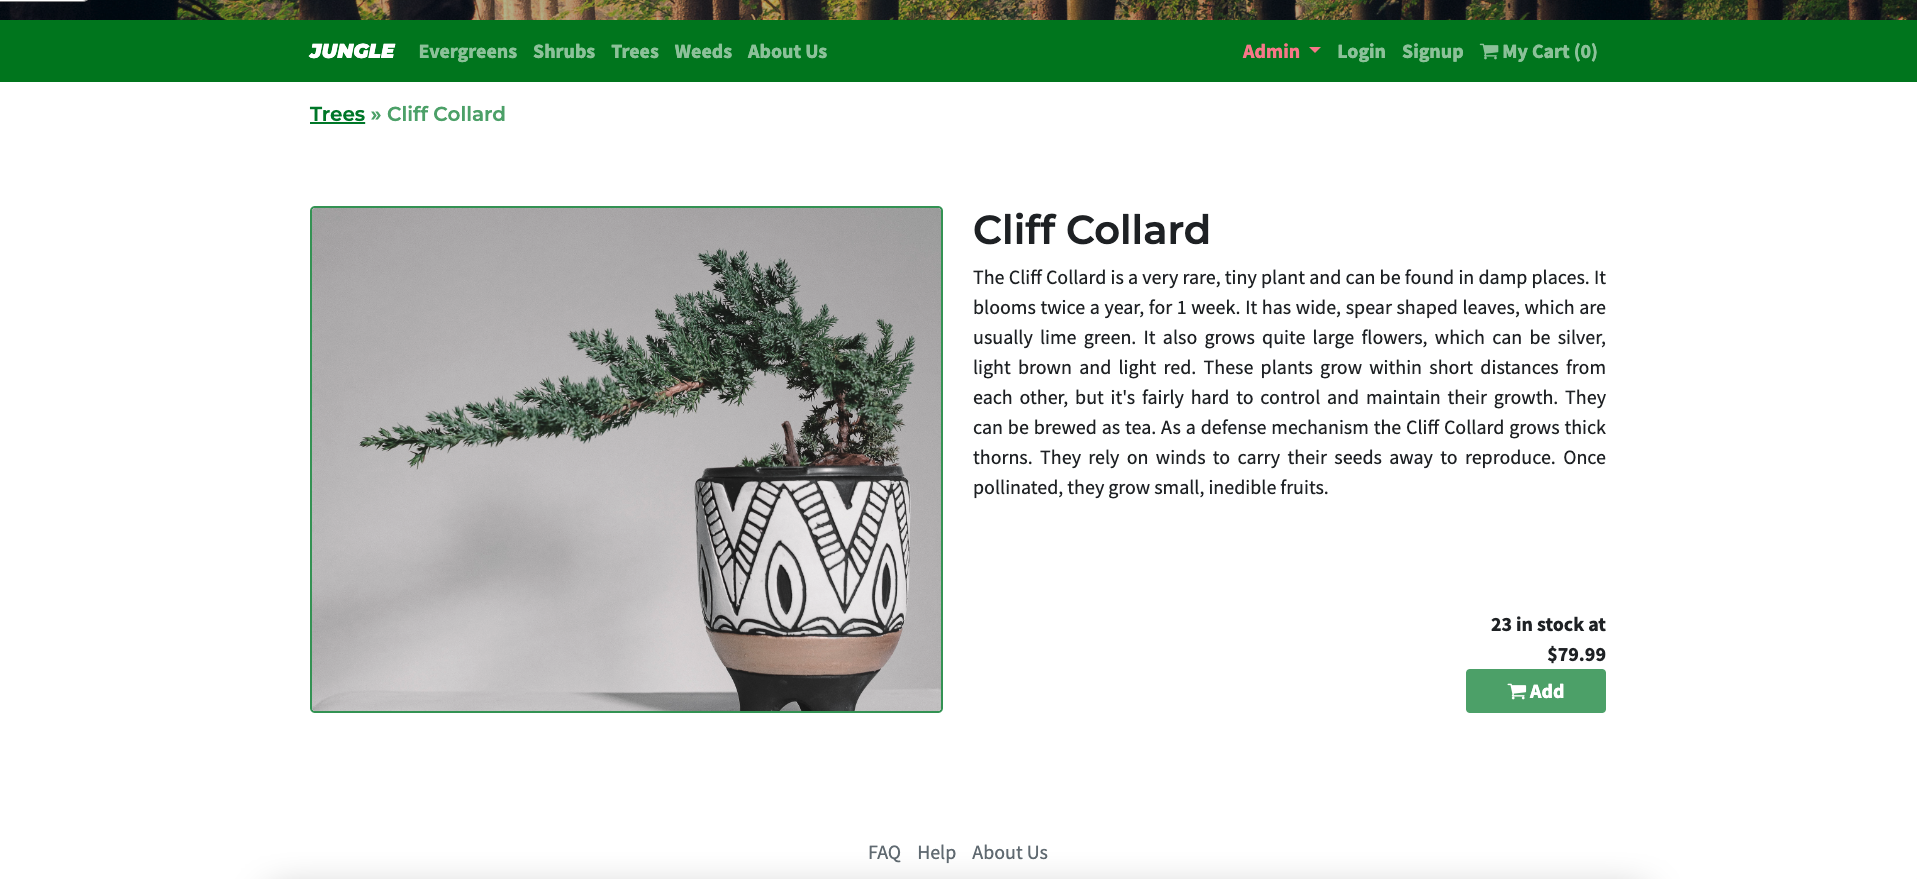 JUNGLE Evergreens Shrubs Trees Weeds About Us Admin Login Signup My Cart (0)
Trees » Cliff Collard
Cliff Collard
The Cliff Collard is a very rare, tiny plant and can be found in damp places. It
blooms twice a year, for 1 week. It has wide, spear shaped leaves, which are
usually lime green. It also grows quite large flowers, which can be silver,
light brown and light red. These plants grow within short distances from
each other, but it's fairly hard to control and maintain their growth. They
can be brewed as tea. As a defense mechanism the Cliff Collard grows thick
thorns. They rely on winds to carry their seeds away to reproduce. Once
pollinated, they grow small, inedible fruits.
23 in stock at
$79.99
Add
FAQ Help About Us